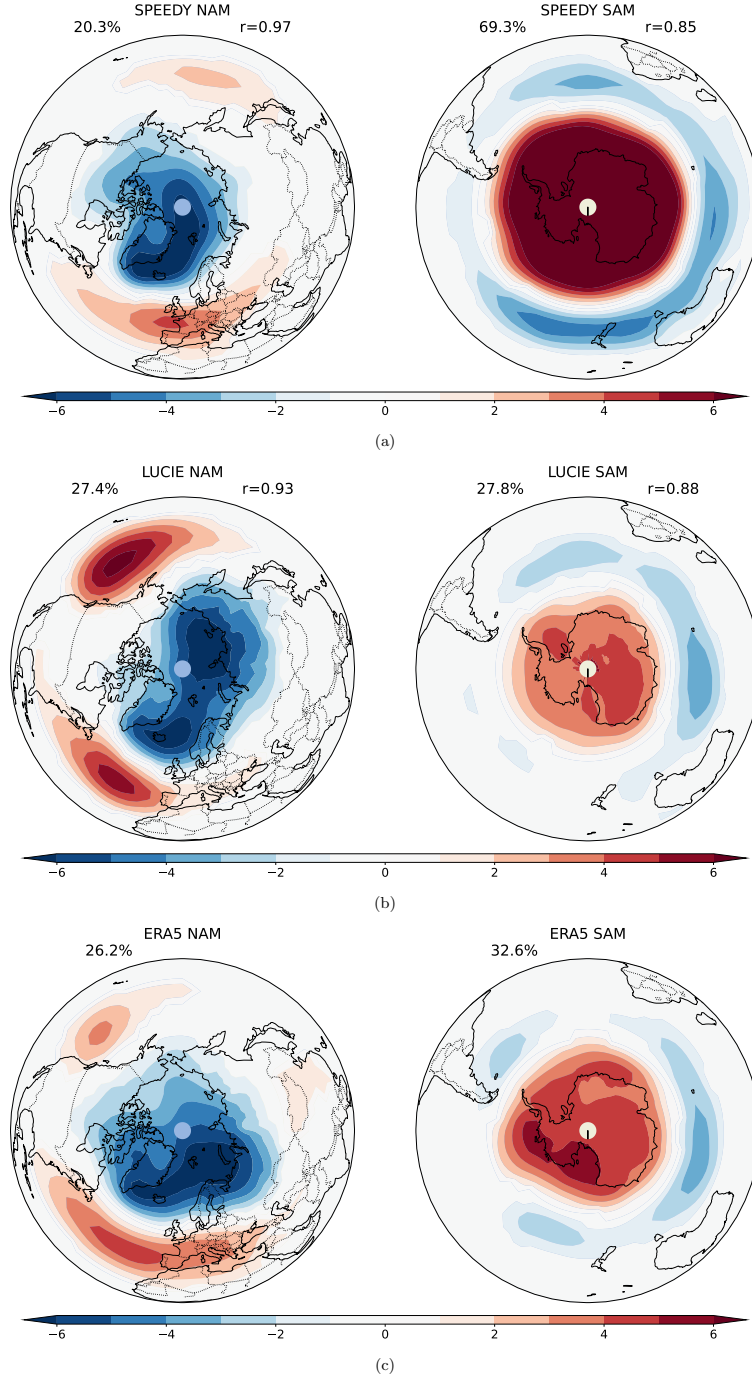 SPEEDY NAM SPEEDY SAM
20.3% r=0.97 69.3% r=0.85
−6 −4 −2 0 2 4 6
(a)
LUCIE NAM LUCIE SAM
27.4% r=0.93 27.8% r=0.88
−6 −4 −2 0 2 4 6
(b)
ERA5 NAM ERA5 SAM
26.2% 32.6%
−6 −4 −2 0 2 4 6
(c)